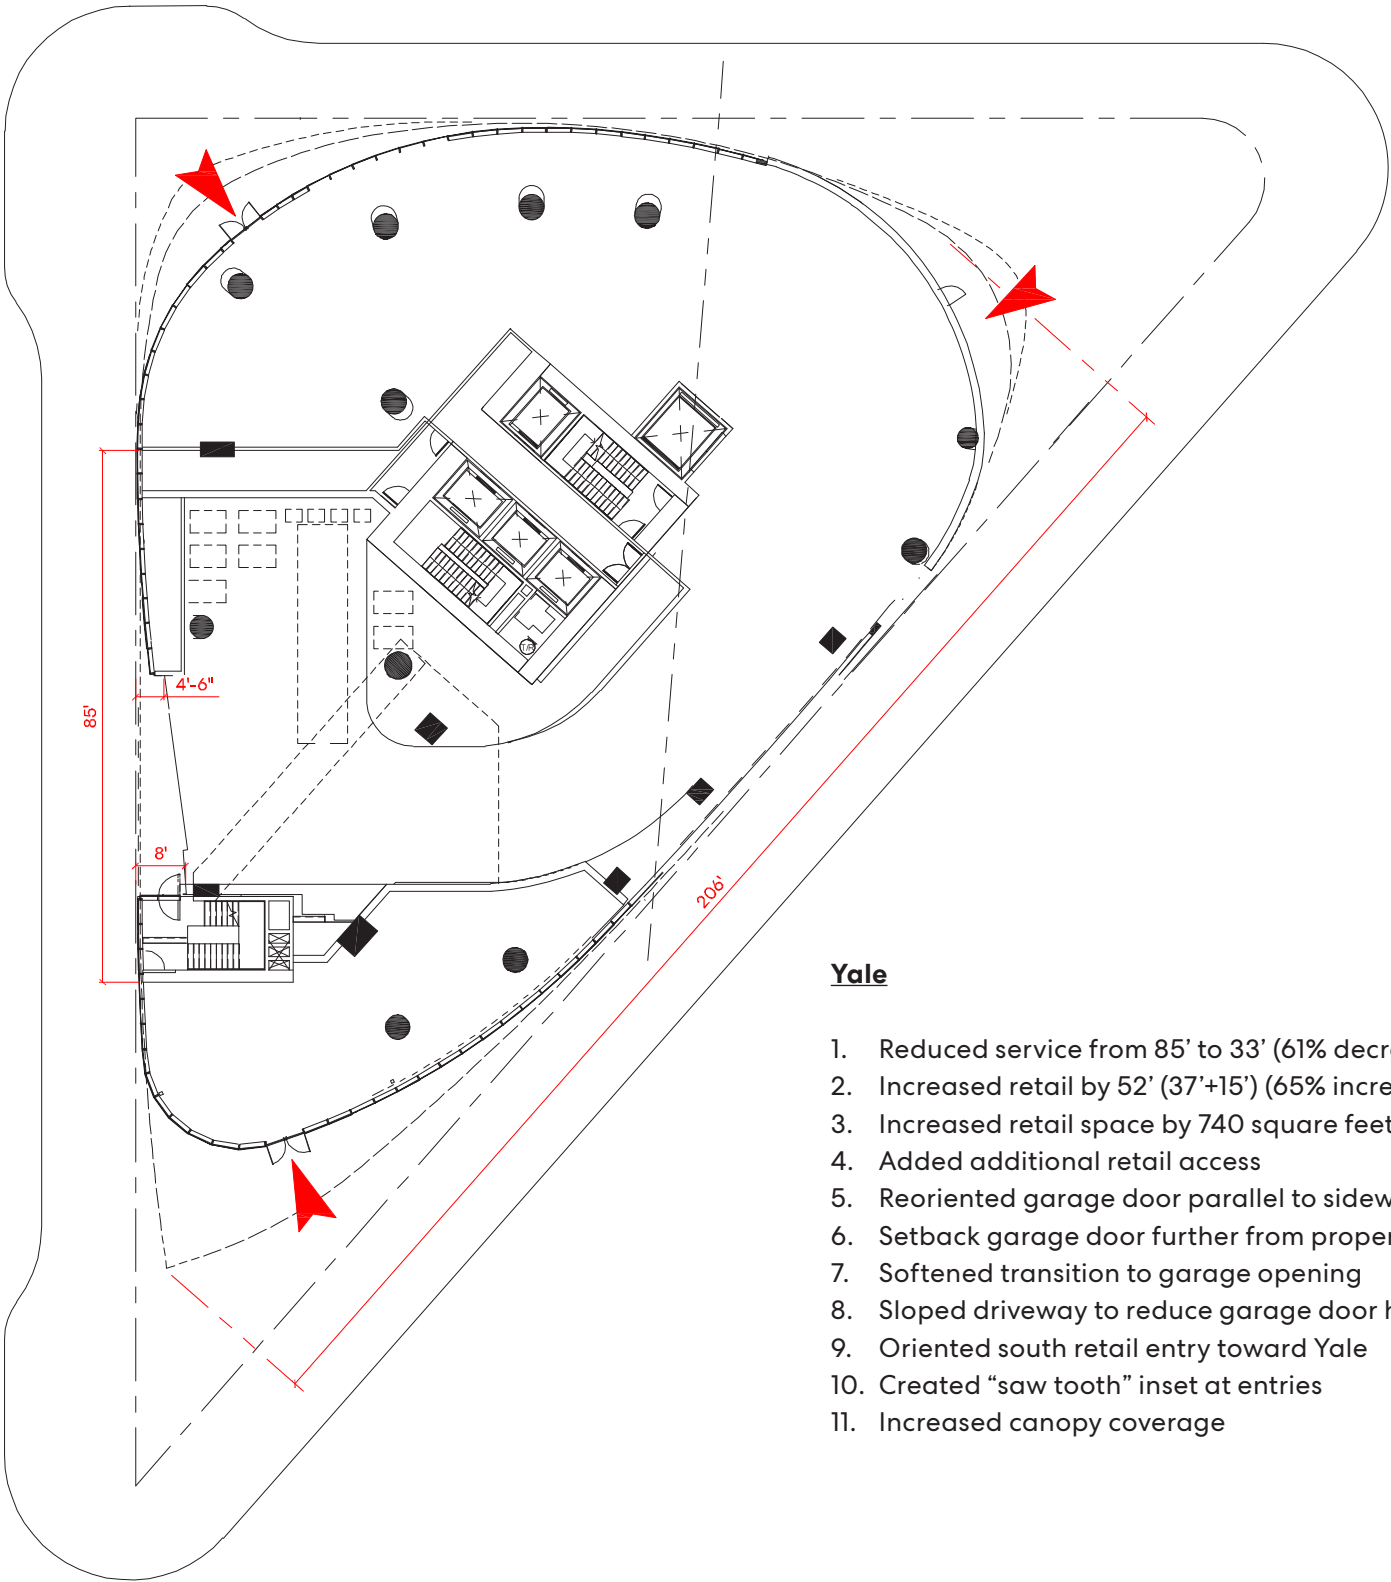 4'-6"
85'
8'
206'
T/R
Yale
1. Reduced service from 85’ to 33’ (61% decr
2. Increased retail by 52’ (37’+15’) (65% incre
3. Increased retail space by 740 square feet
4. Added additional retail access
5. Reoriented garage door parallel to sidew
6. Setback garage door further from proper
7. Softened transition to garage opening
8. Sloped driveway to reduce garage door h
9. Oriented south retail entry toward Yale
10. Created “saw tooth” inset at entries
11. Increased canopy coverage